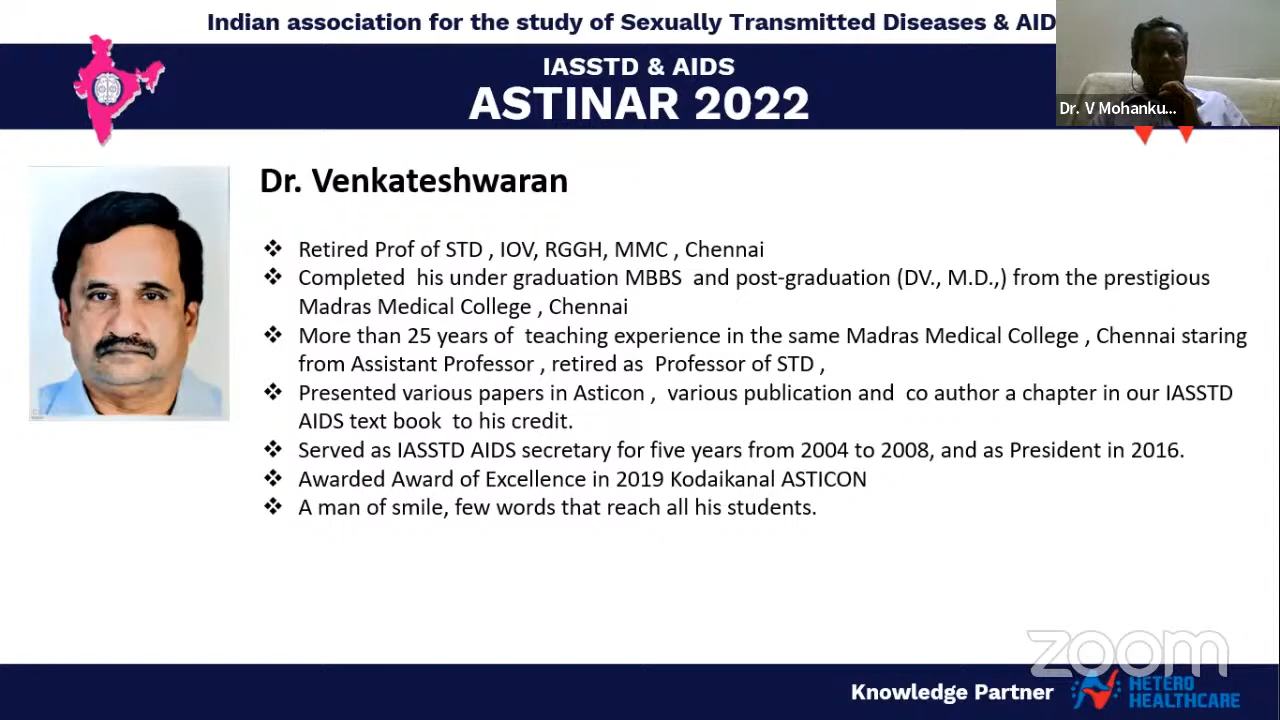 Indian association for the study of Sexually Transmitted Diseases & AID
IASSTD & AIDS
ASTINAR 2022
Dr. V Mohanku...
Dr. Venkateshwaran
❖ Retired Prof of STD , IOV, RGGH, MMC , Chennai
❖ Completed his under graduation MBBS and post-graduation (DV., M.D.,) from the prestigious
Madras Medical College , Chennai
❖ More than 25 years of teaching experience in the same Madras Medical College , Chennai staring
from Assistant Professor , retired as Professor of STD ,
❖ Presented various papers in Asticon , various publication and co author a chapter in our IASSTD
AIDS text book to his credit.
❖ Served as IASSTD AIDS secretary for five years from 2004 to 2008, and as President in 2016.
❖ Awarded Award of Excellence in 2019 Kodaikanal ASTICON
❖ A man of smile, few words that reach all his students.
zoom
Knowledge Partner
HETERO
HEALTHCARE